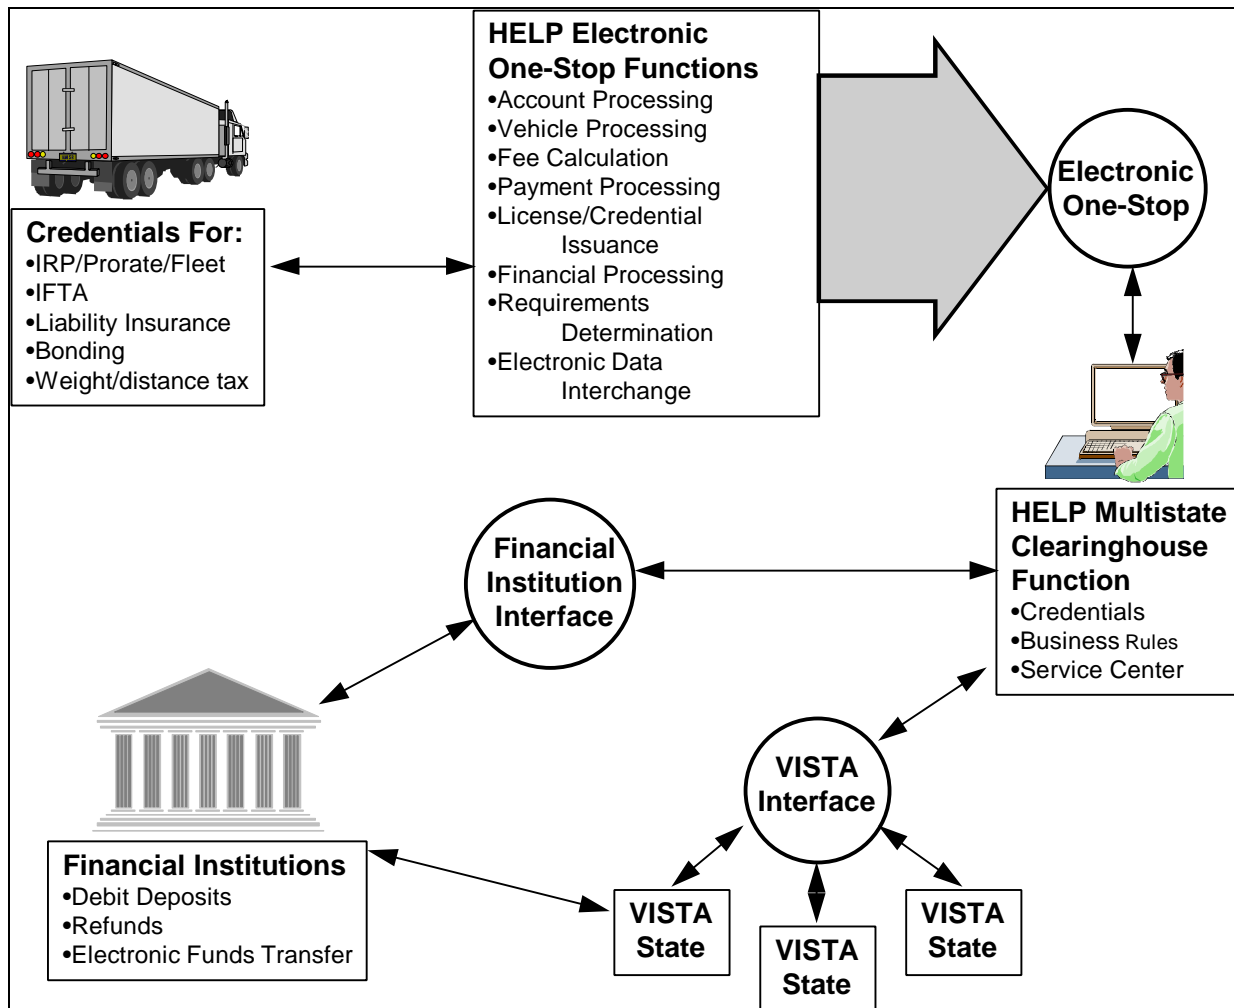 HELP Electronic
One-Stop Functions
•Account Processing
•Vehicle Processing
•Fee Calculation
•Payment Processing
•License/Credential
Issuance
•Financial Processing
•Requirements
Determination
•Electronic Data
Interchange
Credentials For:
•IRP/Prorate/Fleet
•IFTA
•Liability Insurance
•Bonding
•Weight/distance tax
Electronic
One-Stop
HELP Multistate
Clearinghouse
Function
•Credentials
•Business Rules
•Service Center
Financial
Institution
Interface
VISTA
Interface
Financial Institutions
•Debit Deposits
•Refunds
•Electronic Funds Transfer
VISTA
State
VISTA
State
VISTA
State